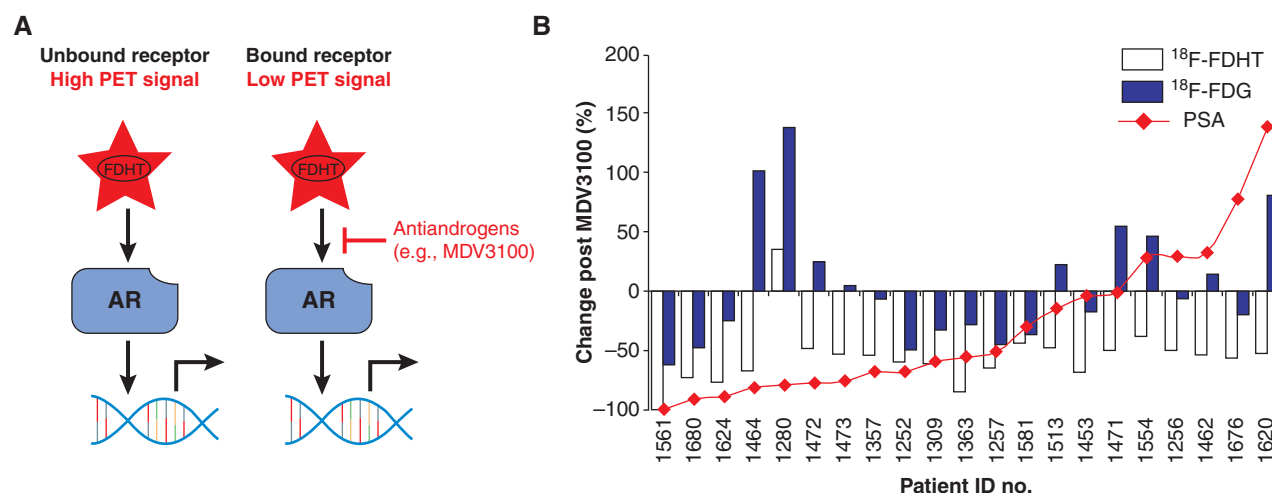 A
Unbound receptor
High PET signal
Bound receptor
Low PET signal
FDHT
FDHT
Antiandrogens
(e.g., MDV3100)
AR
AR
B
Change post MDV3100 (%)
200
150
100
50
0
–50
–100
18F-FDHT
18F-FDG
PSA
1561
1680
1624
1464
1280
1472
1473
1357
1252
1309
1363
1257
1581
1513
1453
1471
1554
1256
1462
1676
1620
Patient ID no.